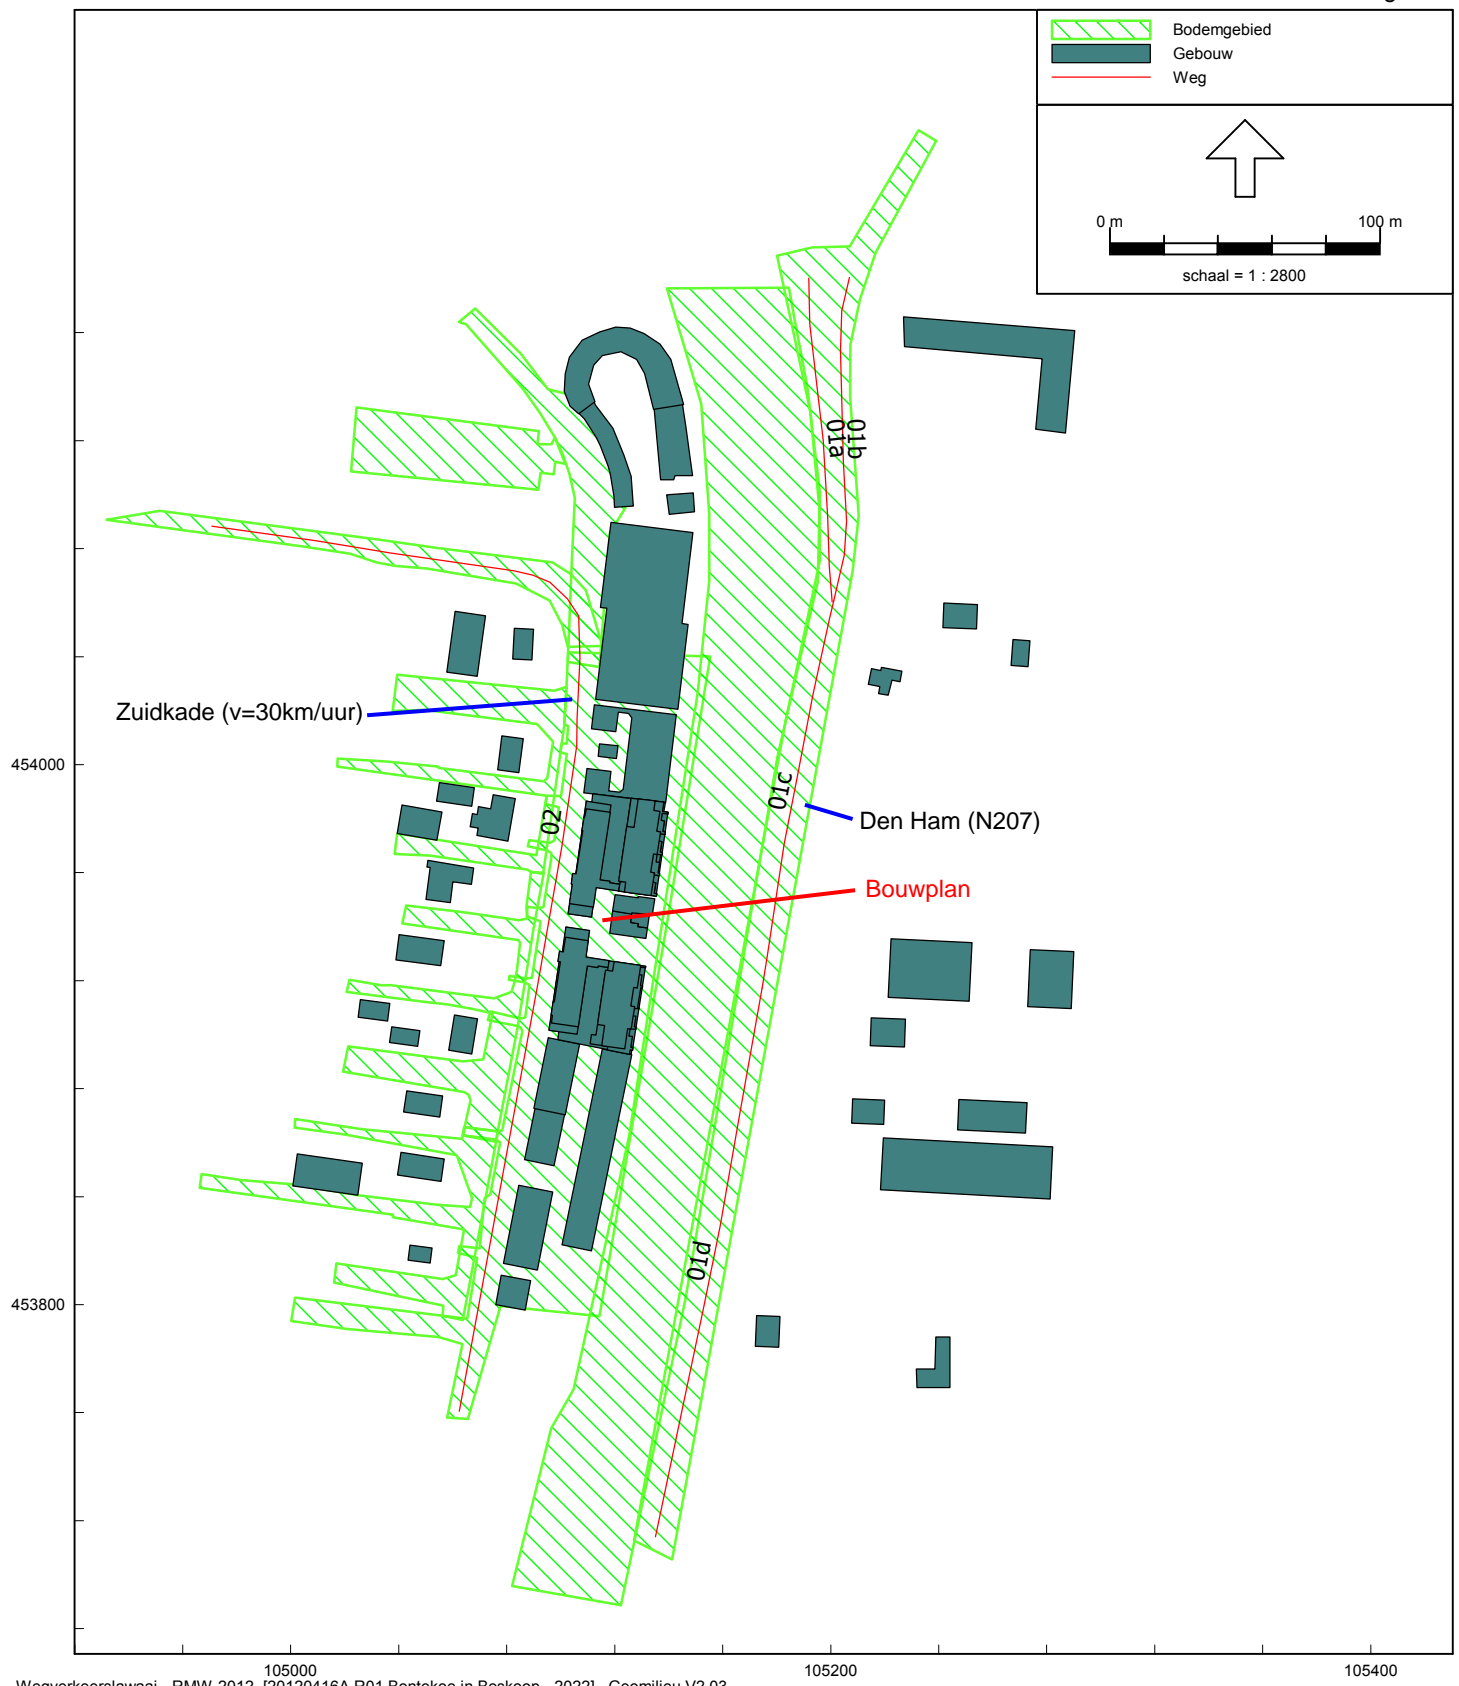 Bodemgebied
Gebouw
Weg
0 m
100 m
schaal = 1 : 2800
01a
01b
Zuidkade (v=30km/uur)
454000
01c
02
Den Ham (N207)
Bouwplan
01d
453800
105000
105200
105400